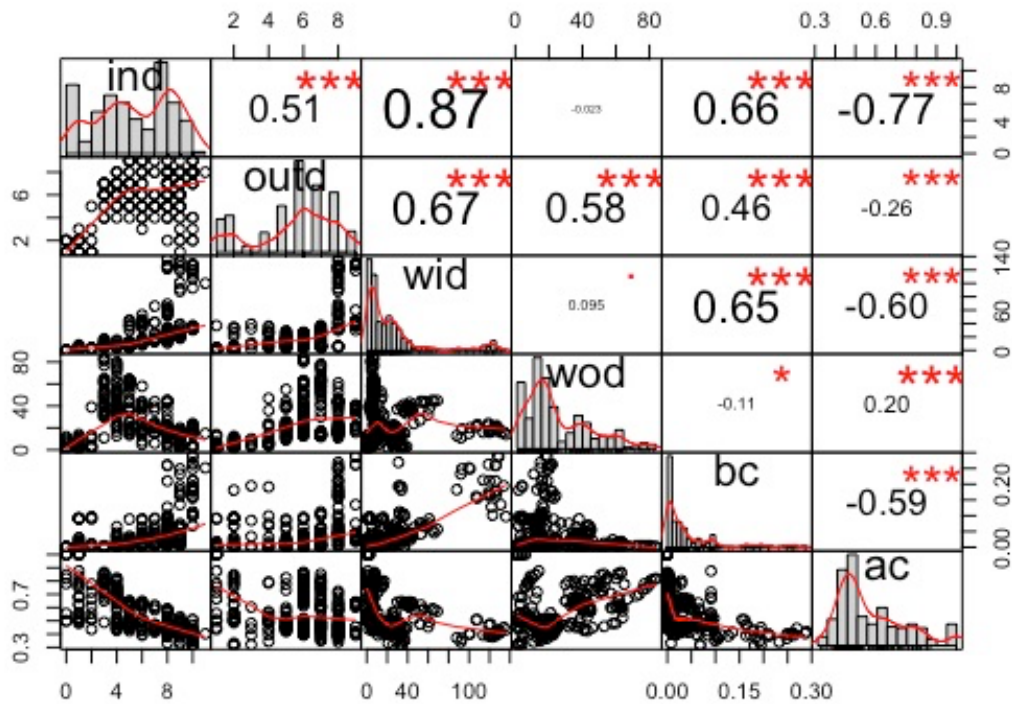 2 4 6 8 0 40 80 0.3 0.6 0.9
ind *** 0.51 *** 0.87 -0.023 *** 0.66 *** -0.77 0 4 8
2 6 outd *** 0.67 *** 0.58 *** 0.46 *** -0.26
wid . 0.095 *** 0.65 *** -0.60 0 60 140
0 40 80 wod * -0.11 *** 0.20
bc *** -0.59 0.00 0.20
0.3 0.7 ac
0 4 8 0 40 100 0.00 0.15 0.30